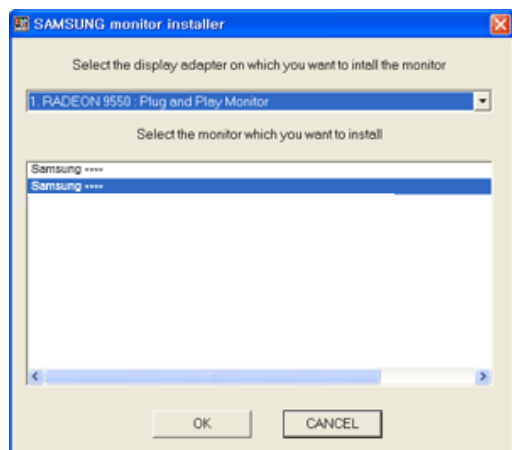 SAMSUNG monitor installer
Select the display adapter on which you want to intall the monitor
1. RADEON 9550 : Plug and Play Monitor
Select the monitor which you want to install
Samsung ****
Samsung ****
OK
CANCEL